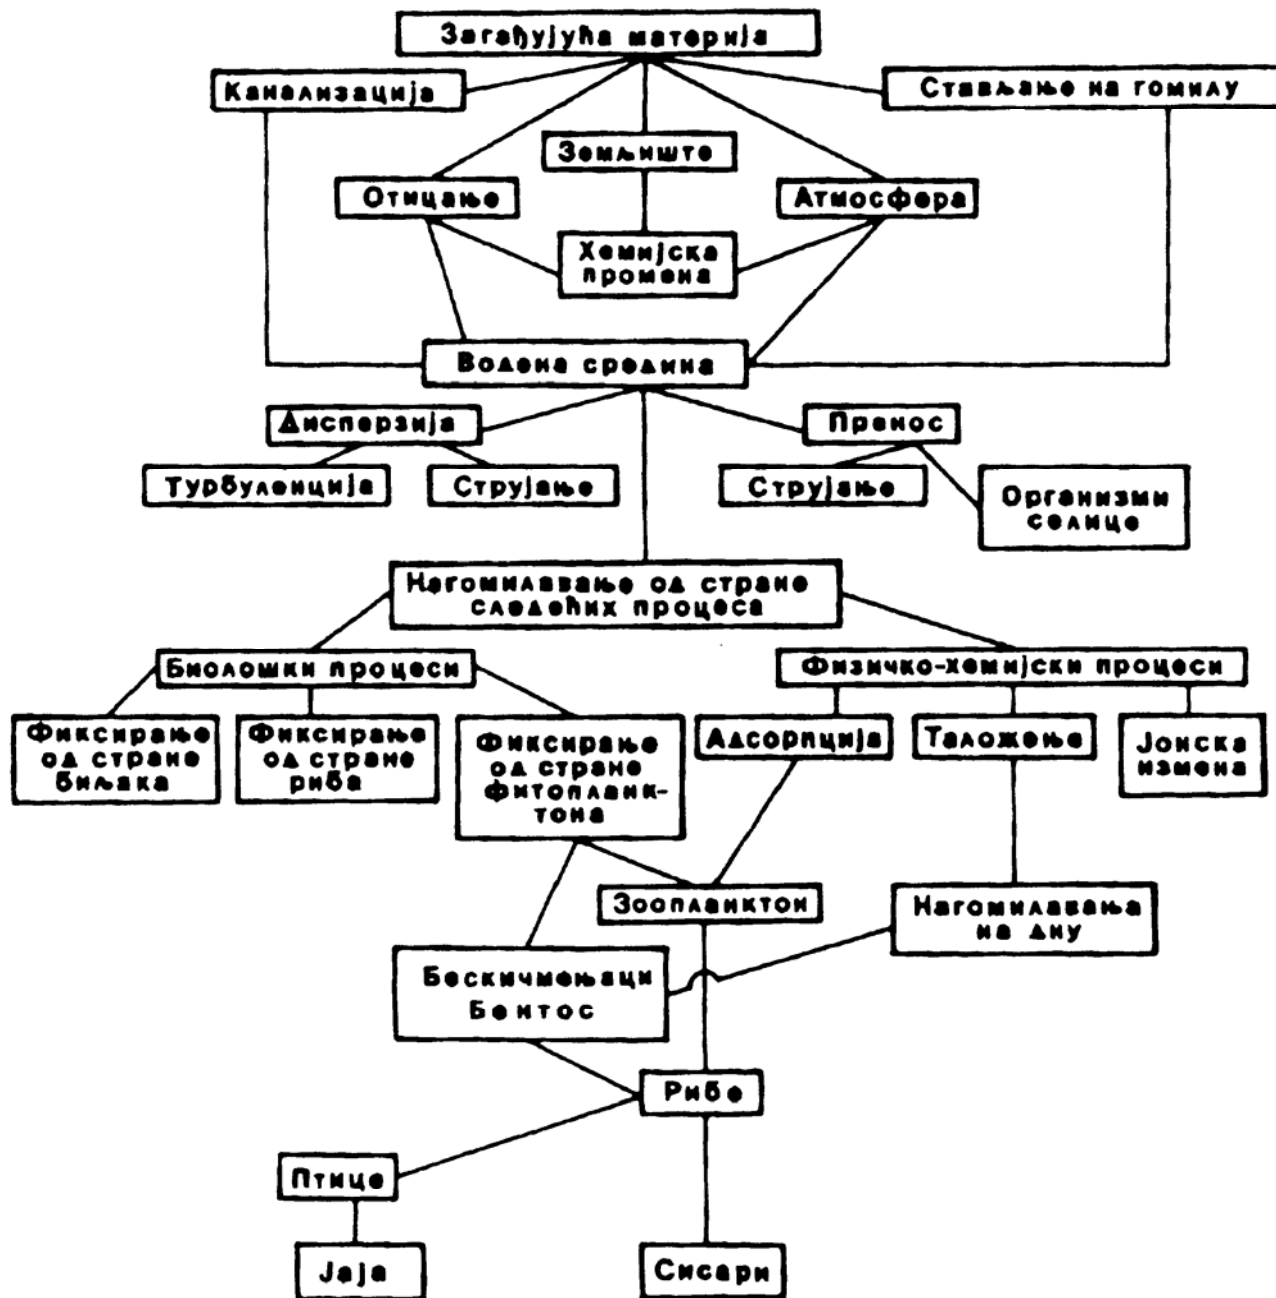 Загађујућа материја
Канализација
Стављање на гомилу
Земљиште
Отицање
Атмосфера
Хемијска
промена
Водена средина
Дисперзија
Пренос
Турбуленција
Струјање
Струјање
Организми
селице
Нагомилавање од стране
следећих процеса
Биолошки процеси
Физичко-хемијски процеси
Фиксирање
од стране
биљака
Фиксирање
од стране
риба
Фиксирање
од стране
фитопланк-
тона
Адсорпција
Таложење
Јонска
измена
Зоопланктон
Нагомилавања
на дну
Бескичмењаци
Бентос
Рибе
Птице
Јаја
Сисари